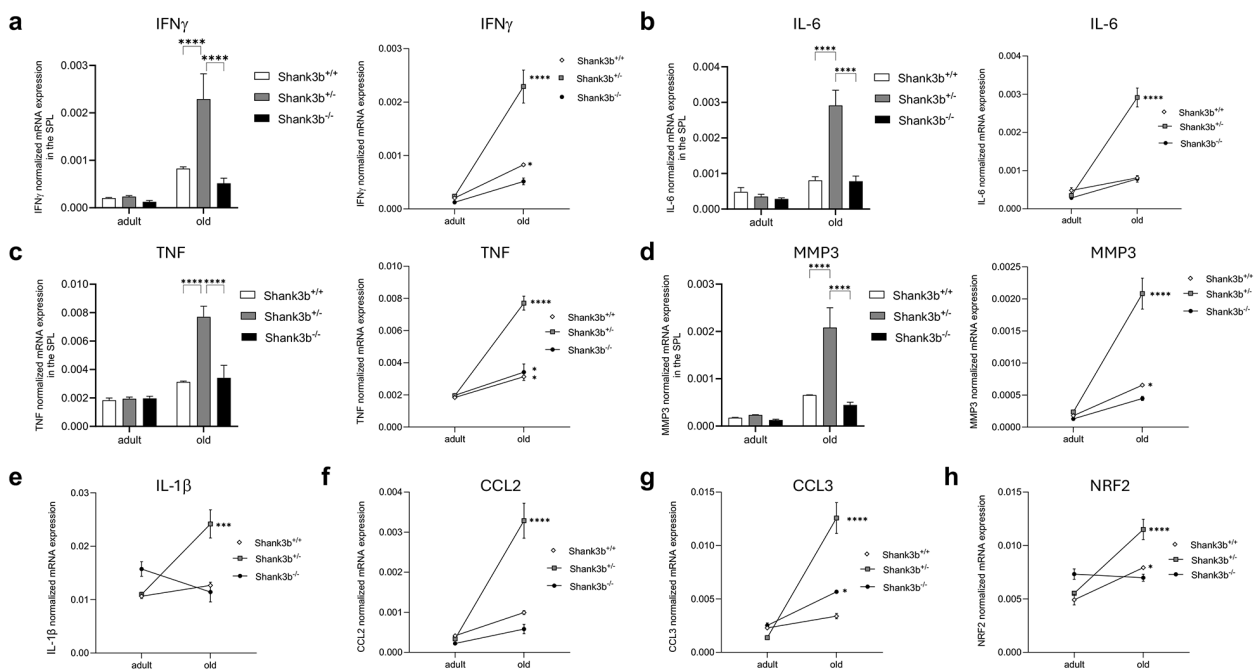 a
IFNγ
IFNγ normalized mRNA expression
in the SPL
0.003
0.002
0.001
0.000
adult
old
****
****
Shank3b+/+
Shank3b+/-
Shank3b-/-
IFNγ
IFNγ normalized mRNA expression
0.003
0.002
0.001
0.000
adult
old
****
*
Shank3b+/+
Shank3b+/-
Shank3b-/-
b
IL-6
IL-6 normalized mRNA expression
in the SPL
0.004
0.003
0.002
0.001
0.000
adult
old
****
****
Shank3b+/+
Shank3b+/-
Shank3b-/-
IL-6
IL-6 normalized mRNA expression
0.004
0.003
0.002
0.001
0.000
adult
old
****
Shank3b+/+
Shank3b+/-
Shank3b-/-
c
TNF
TNF normalized mRNA expression
in the SPL
0.010
0.008
0.006
0.004
0.002
0.000
adult
old
****
****
Shank3b+/+
Shank3b+/-
Shank3b-/-
TNF
TNF normalized mRNA expression
0.010
0.008
0.006
0.004
0.002
0.000
adult
old
****
*
*
Shank3b+/+
Shank3b+/-
Shank3b-/-
d
MMP3
MMP3 normalized mRNA expression
in the SPL
0.003
0.002
0.001
0.000
adult
old
****
****
Shank3b+/+
Shank3b+/-
Shank3b-/-
MMP3
MMP3 normalized mRNA expression
0.0025
0.0020
0.0015
0.0010
0.0005
0.0000
adult
old
****
*
Shank3b+/+
Shank3b+/-
Shank3b-/-
e
IL-1β
IL-1β normalized mRNA expression
0.03
0.02
0.01
0.00
adult
old
***
Shank3b+/+
Shank3b+/-
Shank3b-/-
f
CCL2
CCL2 normalized mRNA expression
0.004
0.003
0.002
0.001
0.000
adult
old
****
Shank3b+/+
Shank3b+/-
Shank3b-/-
g
CCL3
CCL3 normalized mRNA expression
0.015
0.010
0.005
0.000
adult
old
****
*
Shank3b+/+
Shank3b+/-
Shank3b-/-
h
NRF2
NRF2 normalized mRNA expression
0.015
0.010
0.005
0.000
adult
old
****
*
Shank3b+/+
Shank3b+/-
Shank3b-/-